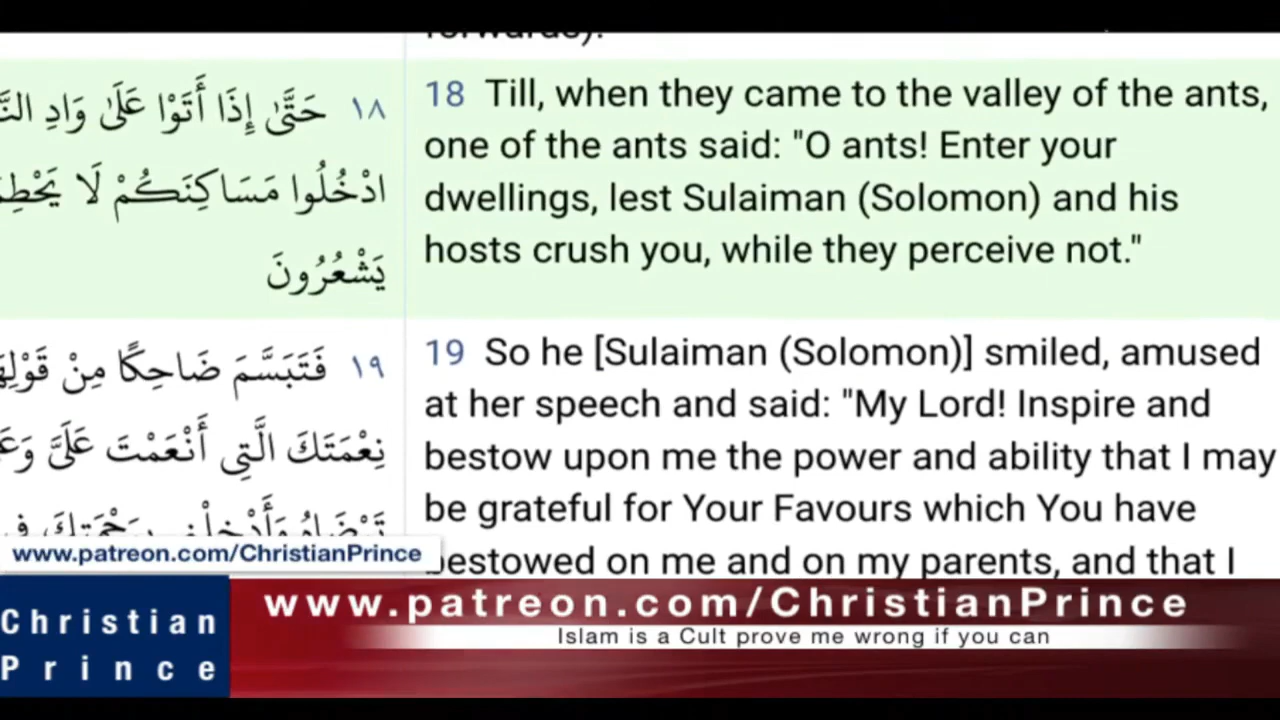 ١٨ حَتَّىٰ إِذَا أَتَوْا عَلَىٰ وَادِ
ادْخُلُوا مَسَاكِنَكُمْ لَا
يَشْعُرُونَ
18 Till, when they came to the valley of the ants,
one of the ants said: "O ants! Enter your
dwellings, lest Sulaiman (Solomon) and his
hosts crush you, while they perceive not."
١٩ فَتَبَسَّمَ ضَاحِكًا مِنْ
نِعْمَتَكَ الَّتِي أَنْعَمْتَ عَلَيَّ
19 So he [Sulaiman (Solomon)] smiled, amused
at her speech and said: "My Lord! Inspire and
bestow upon me the power and ability that I may
be grateful for Your Favours which You have
bestowed on me and on my parents, and that I
www.patreon.com/ChristianPrince
Christian
Prince
www.patreon.com/ChristianPrince
Islam is a Cult prove me wrong if you can